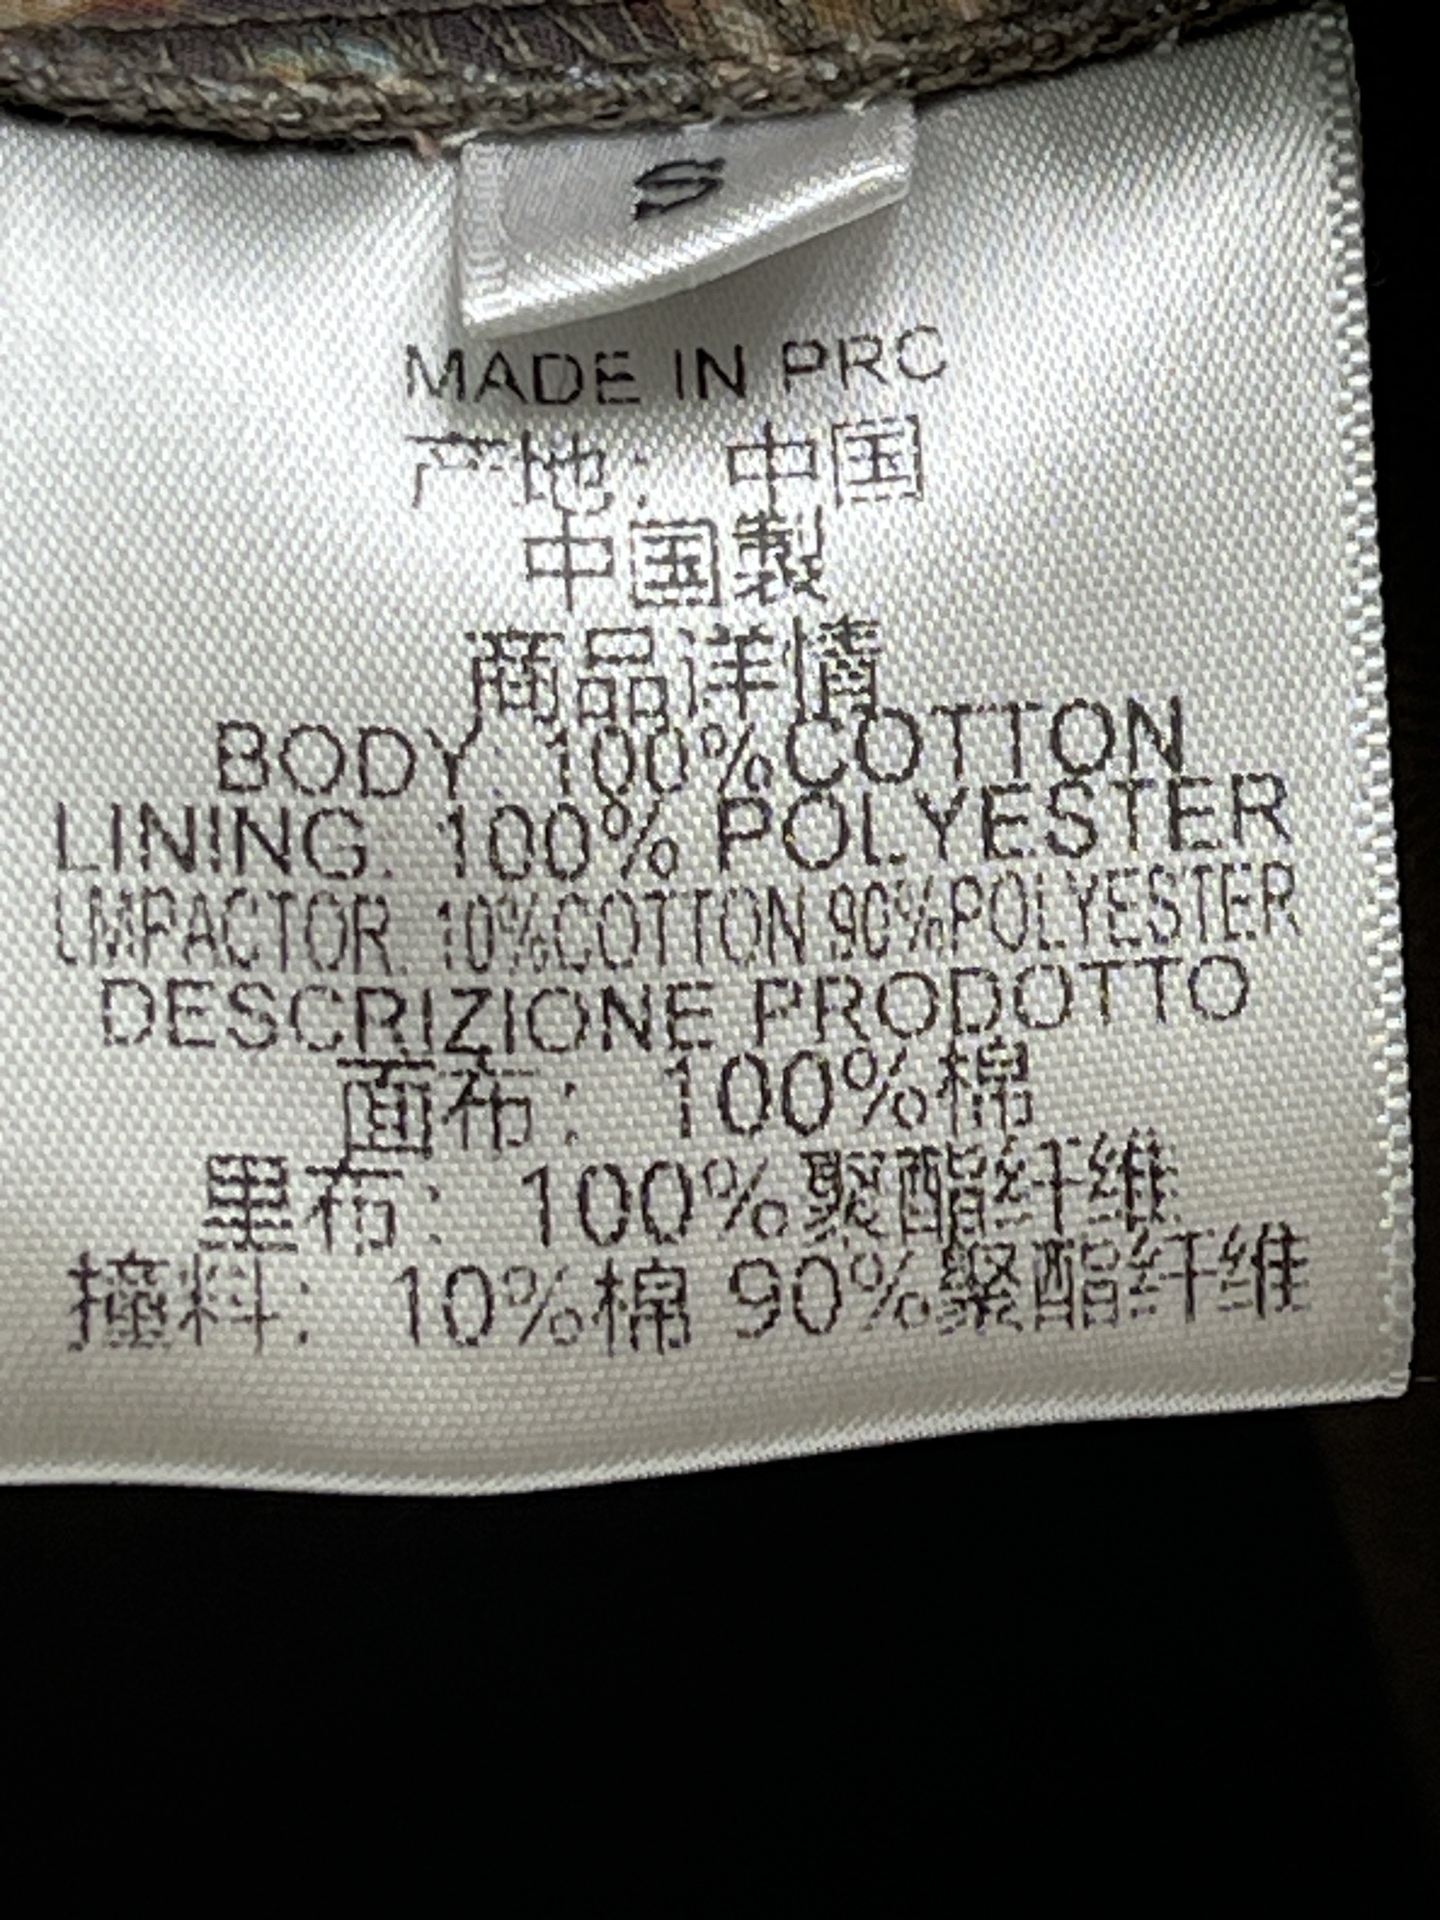 S
MADE IN PRC
产地: 中国
中国製
商品洋情
BODY: 100%COTTON
LINING: 100% POLYESTER
LMPACTOR: 10%COTTON 90%POLYESTER
DESCRIZIONE PRODOTTO
面布: 100%棉
里布: 100%聚酯纤维
撞料: 10%棉 90%聚酯纤维